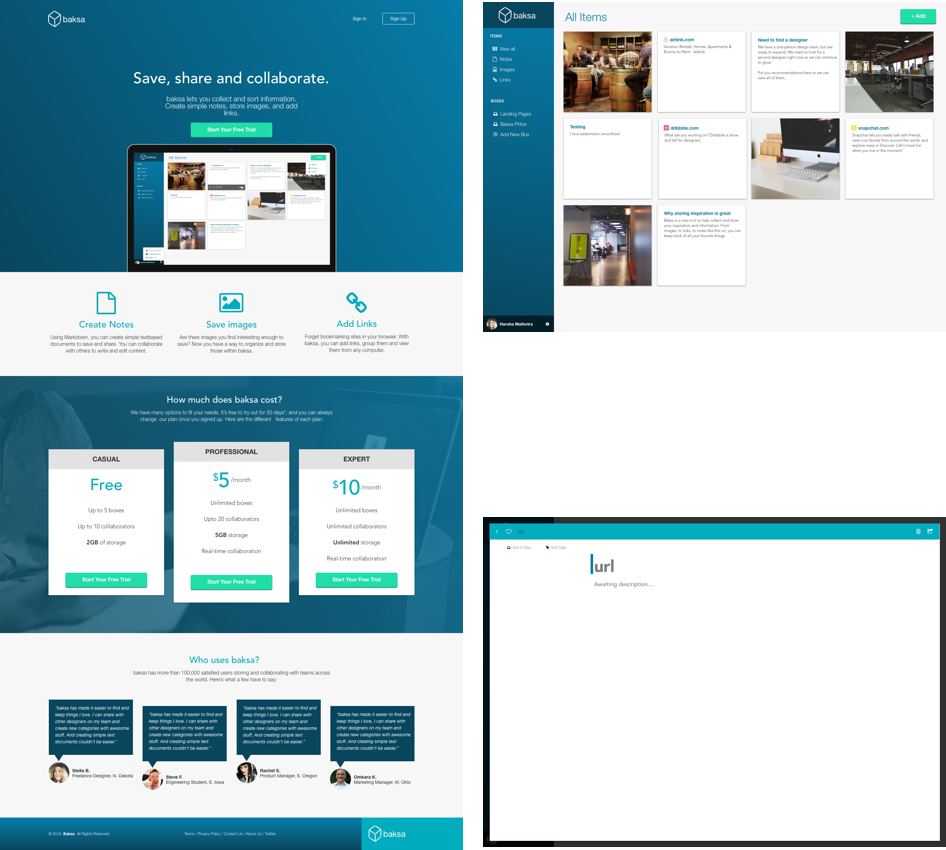 baksa
Sign In
Sign Up
Save, share and collaborate.
baksa lets you collect and sort information.
Create simple notes, store images, and add
links.
Start Your Free Trial
baksa
All Items
Create Notes
Using Markdown, you can create simple textbased
documents to save and share. You can collaborate
with others to write and edit content.
Save images
Are there images you find interesting enough to
save? Now you have a way to organize and store
those within baksa.
Add Links
Forget bookmarking sites in your browser. With
baksa, you can add links, group them and view
them from any computer.
How much does baksa cost?
We have many options to fit your needs. It's free to try out for 30 days*, and you can always
change our plan once you signed up. Here are the different features of each plan:
CASUAL
Free
Up to 5 boxes
Up to 10 collaborators
2GB of storage
Start Your Free Trial
PROFESSIONAL
$5/month
Unlimited boxes
Upto 20 collaborators
5GB storage
Real-time collaboration
Start Your Free Trial
EXPERT
$10/month
Unlimited boxes
Unlimited collaborators
Unlimited storage
Real-time collaboration
Start Your Free Trial
Who uses baksa?
baksa has more than 100,000 satisfied users storing and collaborating with teams across
the world. Here's what a few have to say:
"baksa has made it easier to find and
keep things I love. I can share with
other designers on my team and
create new categories with awesome
stuff. And creating simple text
documents couldn't be easier."
Stella B.
Freelance Designer, N. Dakota
"baksa has made it easier to find and
keep things I love. I can share with
other designers on my team and
create new categories with awesome
stuff. And creating simple text
documents couldn't be easier."
Steve F.
Engineering Student, E. Iowa
"baksa has made it easier to find and
keep things I love. I can share with
other designers on my team and
create new categories with awesome
stuff. And creating simple text
documents couldn't be easier."
Rachel S.
Product Manager, S. Oregon
"baksa has made it easier to find and
keep things I love. I can share with
other designers on my team and
create new categories with awesome
stuff. And creating simple text
documents couldn't be easier."
Omkara K.
Marketing Manager, W. Ohio
© 2016, Baksa. All Rights Reserved.
Terms / Privacy Policy / Contact Us / About Us / Twitter
baksa
baksa
ITEMS
View all
Notes
Images
Links
BOXES
Landing Pages
Baksa Photos
Add New Box
Harsha Malhotra
All Items
+ Add
airbnb.com
Vacation Rentals, Homes, Apartments &
Rooms for Rent - Airbnb
Need to find a designer
We have a one-person design team, but are
ready to expand. We need to look for a
second designer right now so we can continue
to grow.
Put you recommendations here so we can
view all of them...
Testing
I love watermelon smoothies!
dribbble.com
What are you working on? Dribbble is show
and tell for designers.
snapchat.com
Snapchat lets you easily talk with friends,
view Live Stories from around the world, and
explore news in Discover. Life's more fun
when you live in the moment!
Why storing inspiration is great
Baksa is a new tool to help collect and store
your inspiration and information. From
images, to links, to notes like this on, you can
keep track of all your favorite things.
url
Add to Box
Add Tags
url
Awaiting description...